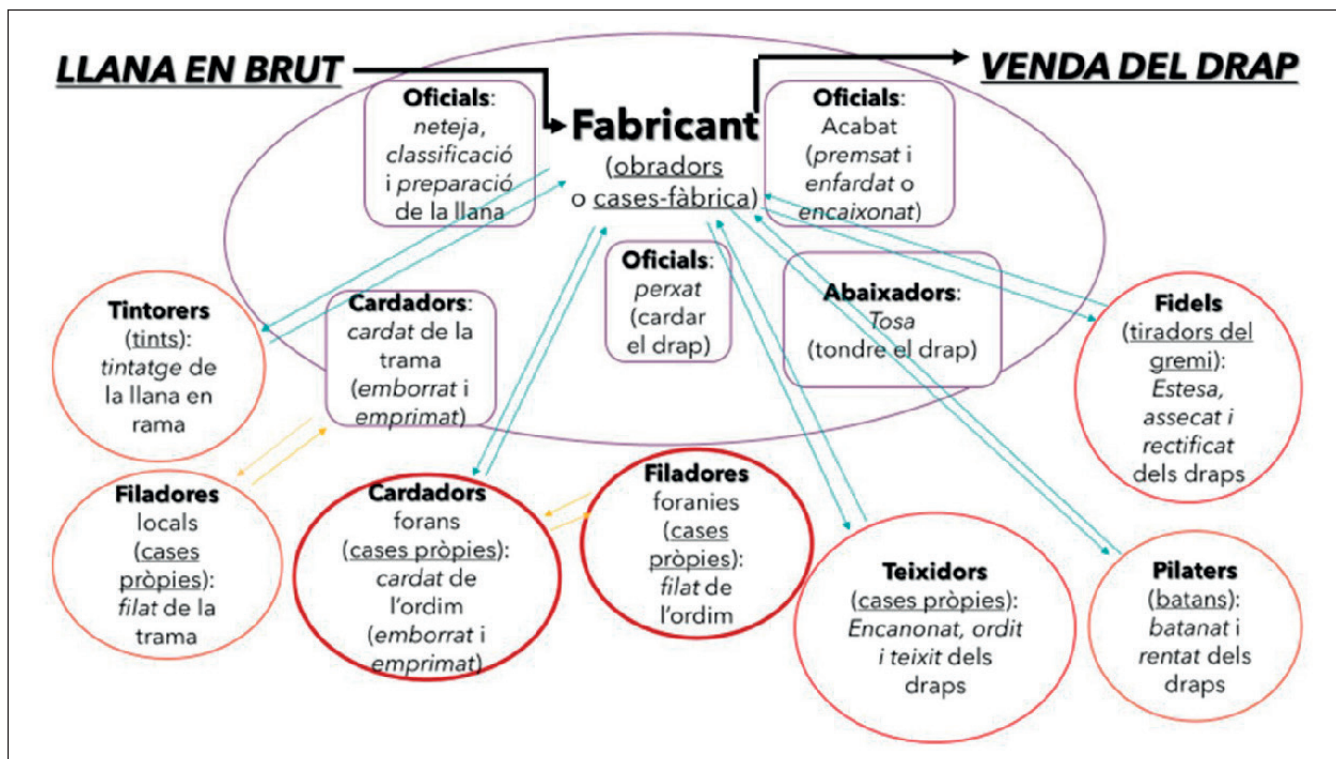 LLANA EN BRUT
VENDA DEL DRAP
Oficials:
neteja,
classificació
i preparació
de la llana
Fabricant
(obradors
o cases-fàbrica)
Oficials:
Acabat
(premsat i
enfardat o
encaixonat)
Oficials:
perxat
(cardar
el drap)
Abaixadors:
Tosa
(tondre el drap)
Tintorers
(tints):
tintatge de
la llana en
rama
Cardadors:
cardat de la
trama
(emborrat i
emprimat)
Fidels
(tiradors del
gremi):
Estesa,
assecat i
rectificat
dels draps
Filadores
locals
(cases
pròpies):
filat de la
trama
Cardadors
forans
(cases pròpies):
cardat de
l'ordim
(emborrat i
emprimat)
Filadores
foranies
(cases
pròpies):
filat de
l'ordim
Teixidors
(cases pròpies):
Encanonat, ordit
i teixit dels
draps
Pilaters
(batans):
batanat i
rentat dels
draps